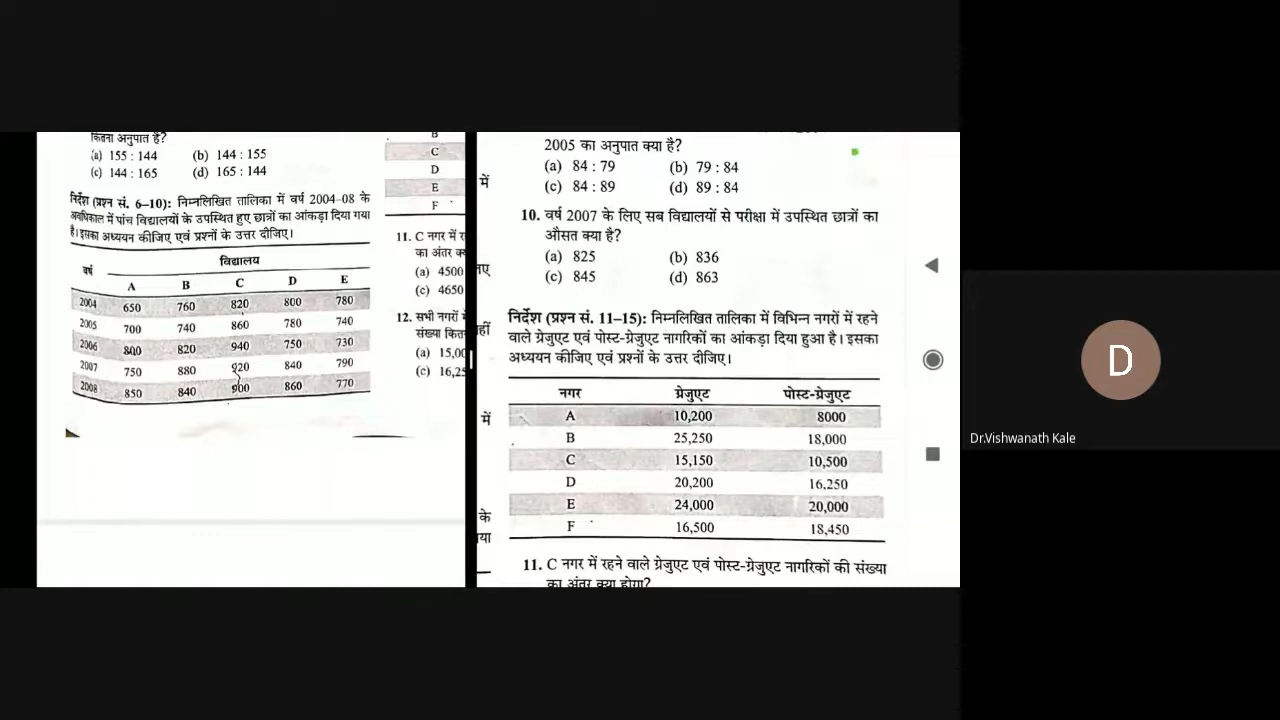 कितना अनुपात है?
(a) 155 : 144 (b) 144 : 155
(c) 144 : 165 (d) 165 : 144
निर्देश (प्रश्न सं. 6–10): निम्नलिखित तालिका में वर्ष 2004–08 के
अवधिकाल में पांच विद्यालयों के उपस्थित हुए छात्रों का आंकड़ा दिया गया
है। इसका अध्ययन कीजिए एवं प्रश्नों के उत्तर दीजिए।
वर्ष विद्यालय
A B C D E
2004 650 760 820 800 780
2005 700 740 860 780 740
2006 800 820 940 750 730
2007 750 880 920 840 790
2008 850 840 900 860 770
B
C
D
E
F
11. C नगर में
का अंतर
(a) 4500
(c) 4650
12. सभी नगरों
संख्या
(a) 15,00
(c) 16,25
में
में
के
2005 का अनुपात क्या है?
(a) 84 : 79 (b) 79 : 84
(c) 84 : 89 (d) 89 : 84
10. वर्ष 2007 के लिए सब विद्यालयों से परीक्षा में उपस्थित छात्रों का
औसत क्या है?
(a) 825 (b) 836
(c) 845 (d) 863
निर्देश (प्रश्न सं. 11–15): निम्नलिखित तालिका में विभिन्न नगरों में रहने
वाले ग्रेजुएट एवं पोस्ट-ग्रेजुएट नागरिकों का आंकड़ा दिया हुआ है। इसका
अध्ययन कीजिए एवं प्रश्नों के उत्तर दीजिए।
नगर ग्रेजुएट पोस्ट-ग्रेजुएट
A 10,200 8000
B 25,250 18,000
C 15,150 10,500
D 20,200 16,250
E 24,000 20,000
F 16,500 18,450
11. C नगर में रहने वाले ग्रेजुएट एवं पोस्ट-ग्रेजुएट नागरिकों की संख्या
का अंतर क्या होगा?
D
Dr.Vishwanath Kale